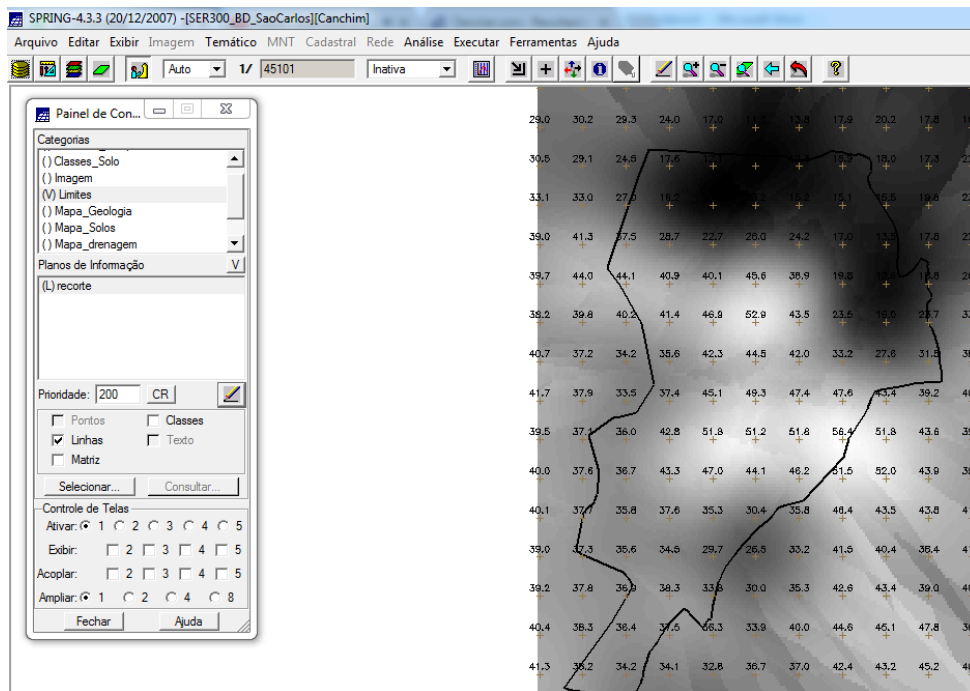 SPRING-4.3.3 (20/12/2007) -[SER300_BD_SaoCarlos][Canchim]
Arquivo Editar Exibir Imagem Temático MNT Cadastral Rede Análise Executar Ferramentas Ajuda
Auto 1/ 45101 Inativa
Painel de Con...
Categorias
() Classes_Solo
() Imagem
(V) Limites
() Mapa_Geologia
() Mapa_Solos
() Mapa_drenagem
Planos de Informação V
(L) recorte
Prioridade: 200 CR
Pontos Classes
Linhas Texto
Matriz
Selecionar... Consultar...
Controle de Telas
Ativar: 1 2 3 4 5
Exibir: 2 3 4 5
Acoplar: 2 3 4 5
Ampliar: 1 2 4 8
Fechar Ajuda
29.0 30.2 29.3 24.0 17.0 17.9 20.2 17.8
30.5 29.1 24.5 17.6 18.0 17.3
33.1 33.0 15.1
39.0 41.3 37.5 28.7 22.7 26.0 24.2 17.0 17.8
39.7 44.0 44.1 40.9 40.1 45.6 38.9 19.8
38.2 39.8 40.2 41.4 46.8 52.9 43.5 23.5 23.7
40.7 37.2 34.2 35.6 42.3 44.5 42.0 33.2 27.6 31.5
41.7 37.9 33.5 37.4 45.1 49.3 47.4 47.6 43.4 39.2
39.5 37.4 36.0 42.8 51.8 51.2 51.6 56.4 51.8 43.6
40.0 37.6 36.7 43.3 47.0 44.1 46.2 51.5 52.0 43.9
40.1 35.8 37.6 35.3 30.4 35.8 46.4 43.5 43.8
39.0 37.3 35.6 34.5 29.7 26.5 33.2 41.5 40.4 38.4
39.2 37.8 36.9 38.3 33.8 30.0 35.3 42.6 43.4 39.0
40.4 38.3 36.4 37.5 33.9 40.0 44.6 45.1 47.8
41.3 38.2 34.2 34.1 32.8 36.7 37.0 42.4 43.2 45.2